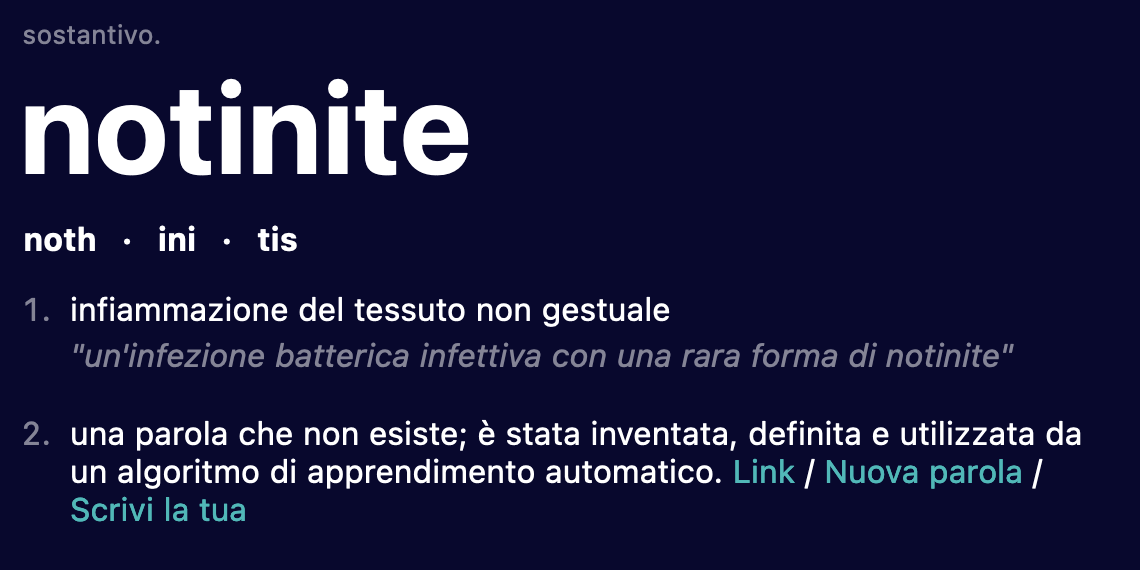 sostantivo.
notinite
noth · ini · tis
1. infiammazione del tessuto non gestuale
"un'infezione batterica infettiva con una rara forma di notinite"
2. una parola che non esiste; è stata inventata, definita e utilizzata da
un algoritmo di apprendimento automatico. Link / Nuova parola /
Scrivi la tua